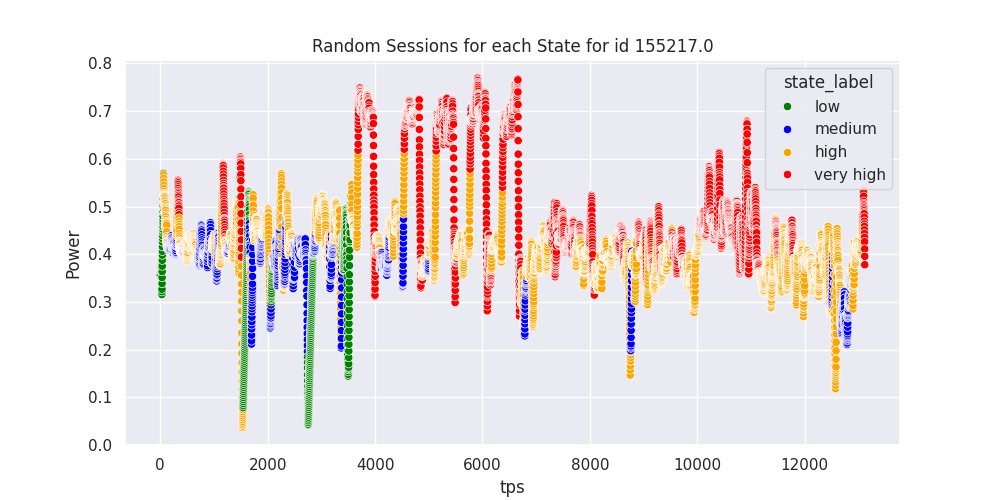 Random Sessions for each State for id 155217.0
state_label
low
medium
high
very high
Power
0.8
0.7
0.6
0.5
0.4
0.3
0.2
0.1
0.0
0 2000 4000 6000 8000 10000 12000
tps